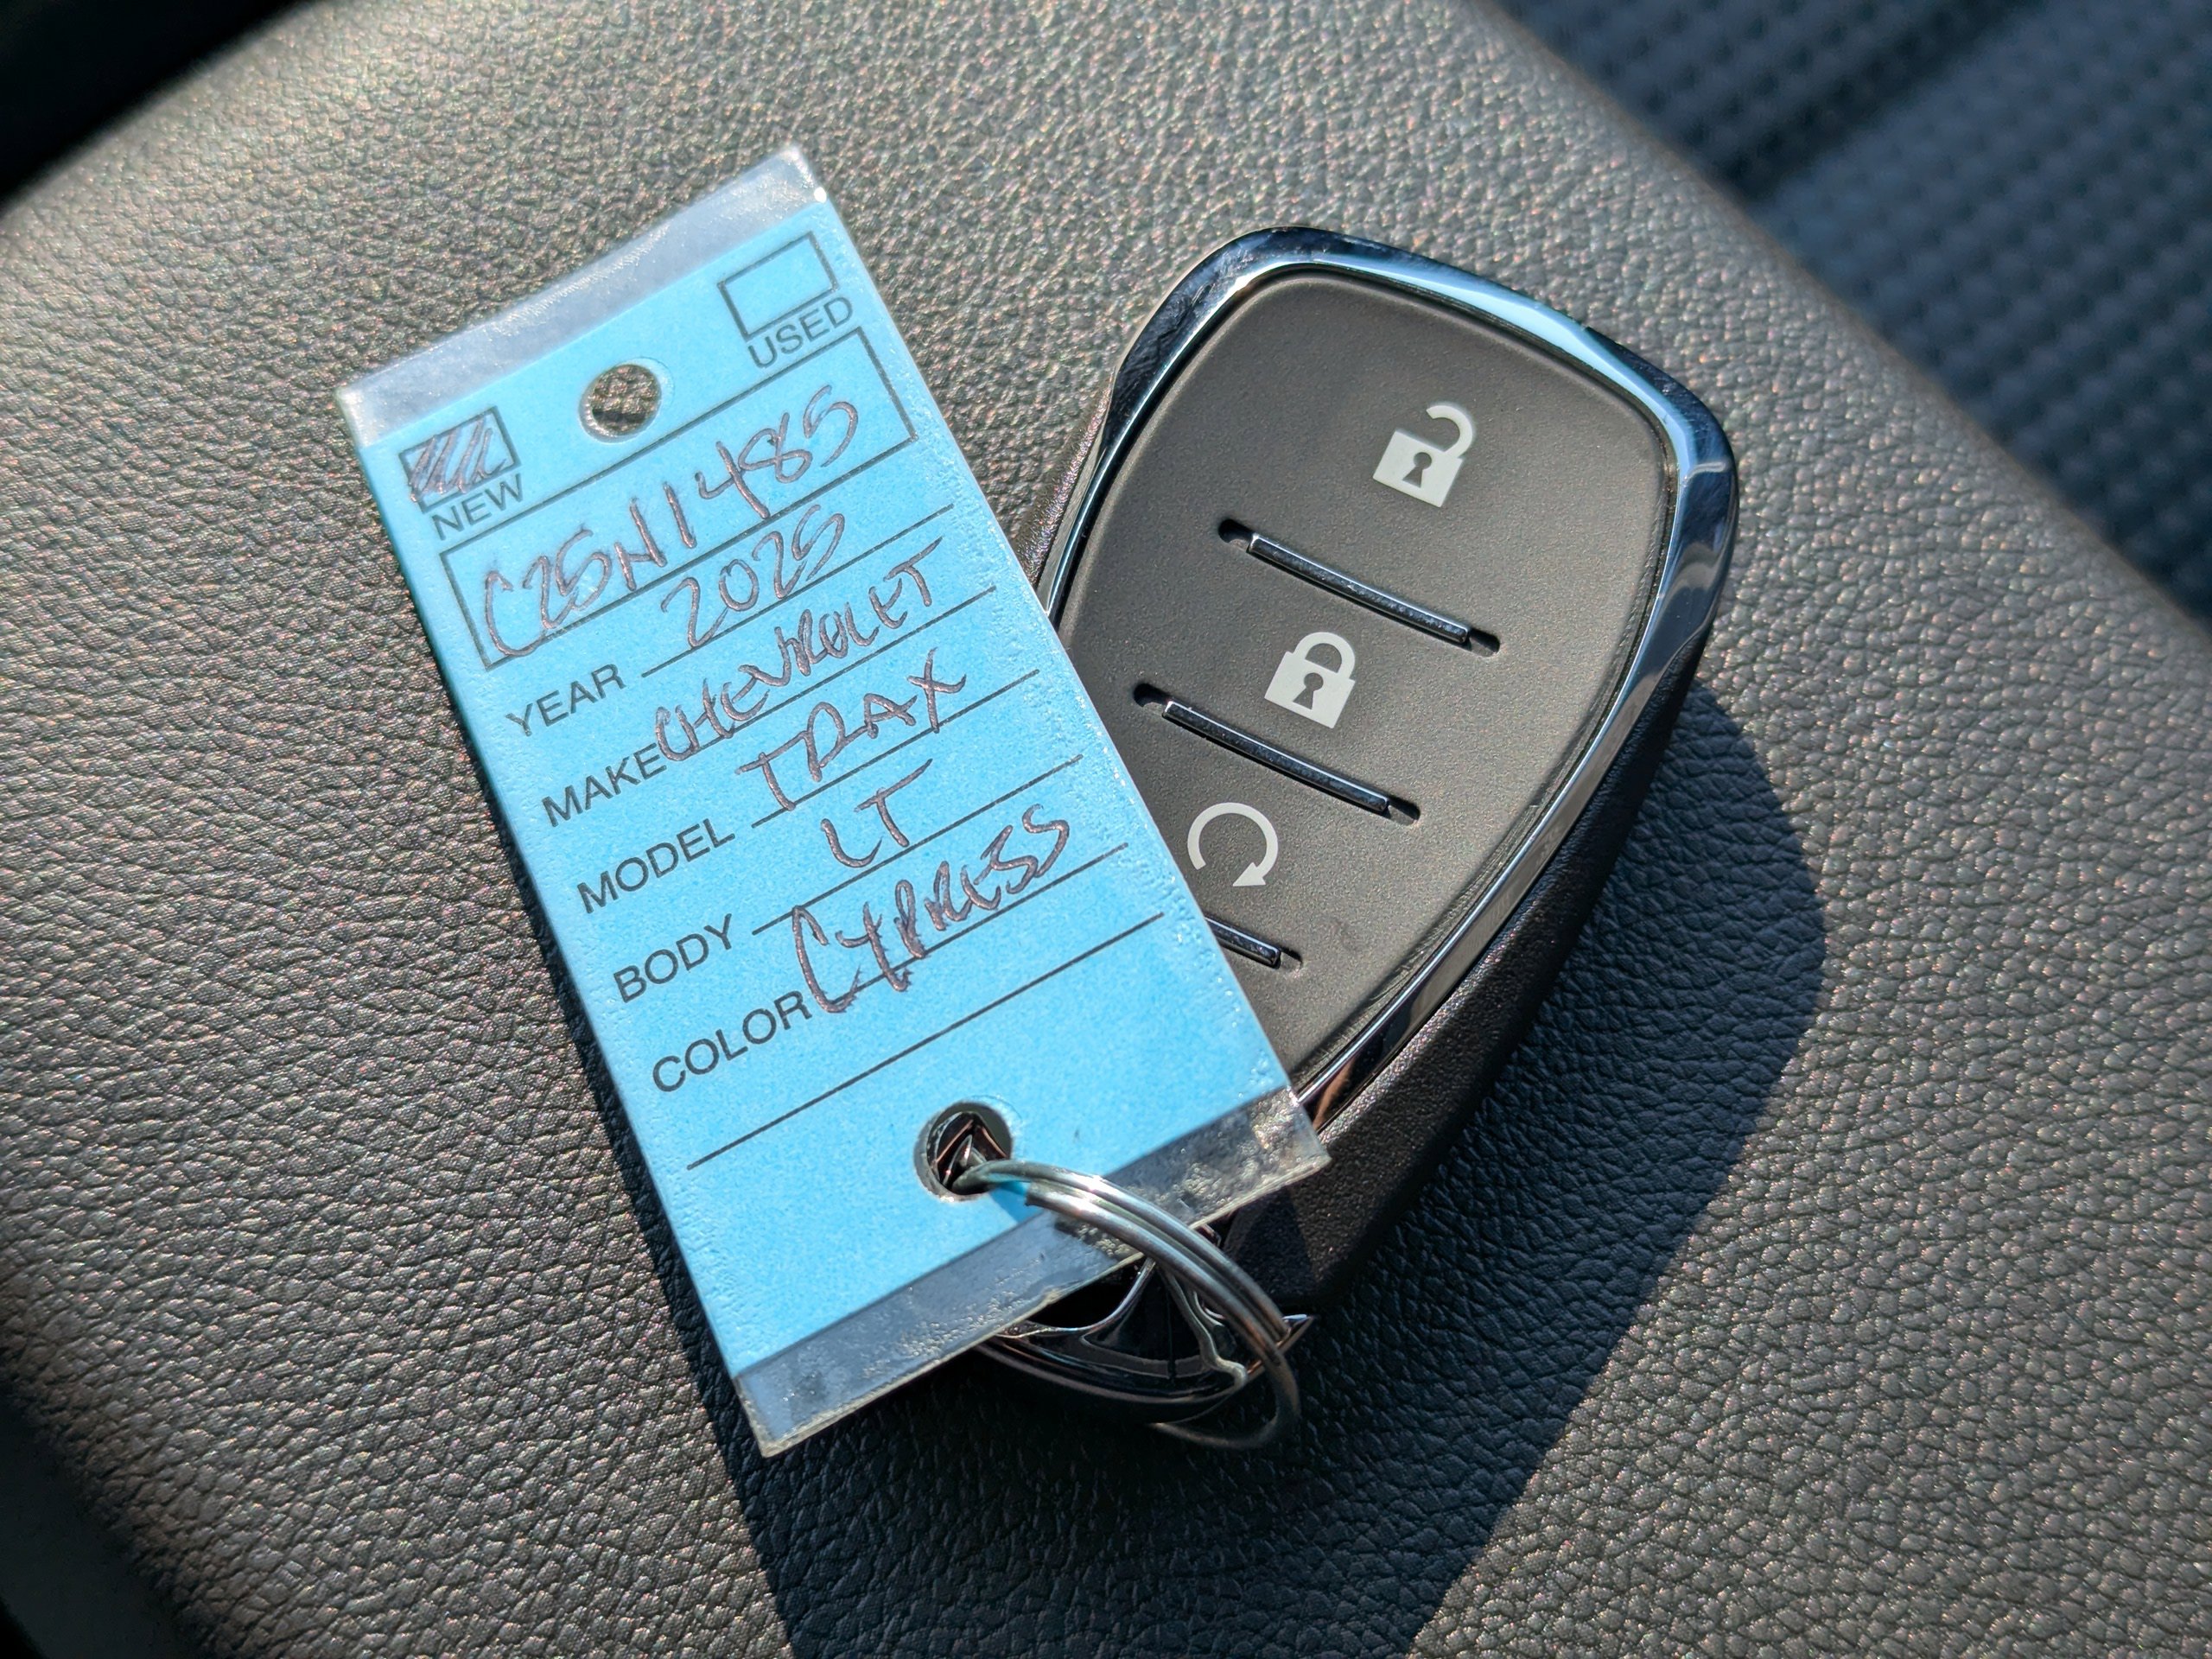 USED
NEW
C25N1485
YEAR 2025
MAKE CHEVROLET
MODEL TRAX
BODY LT
COLOR CYPRESS